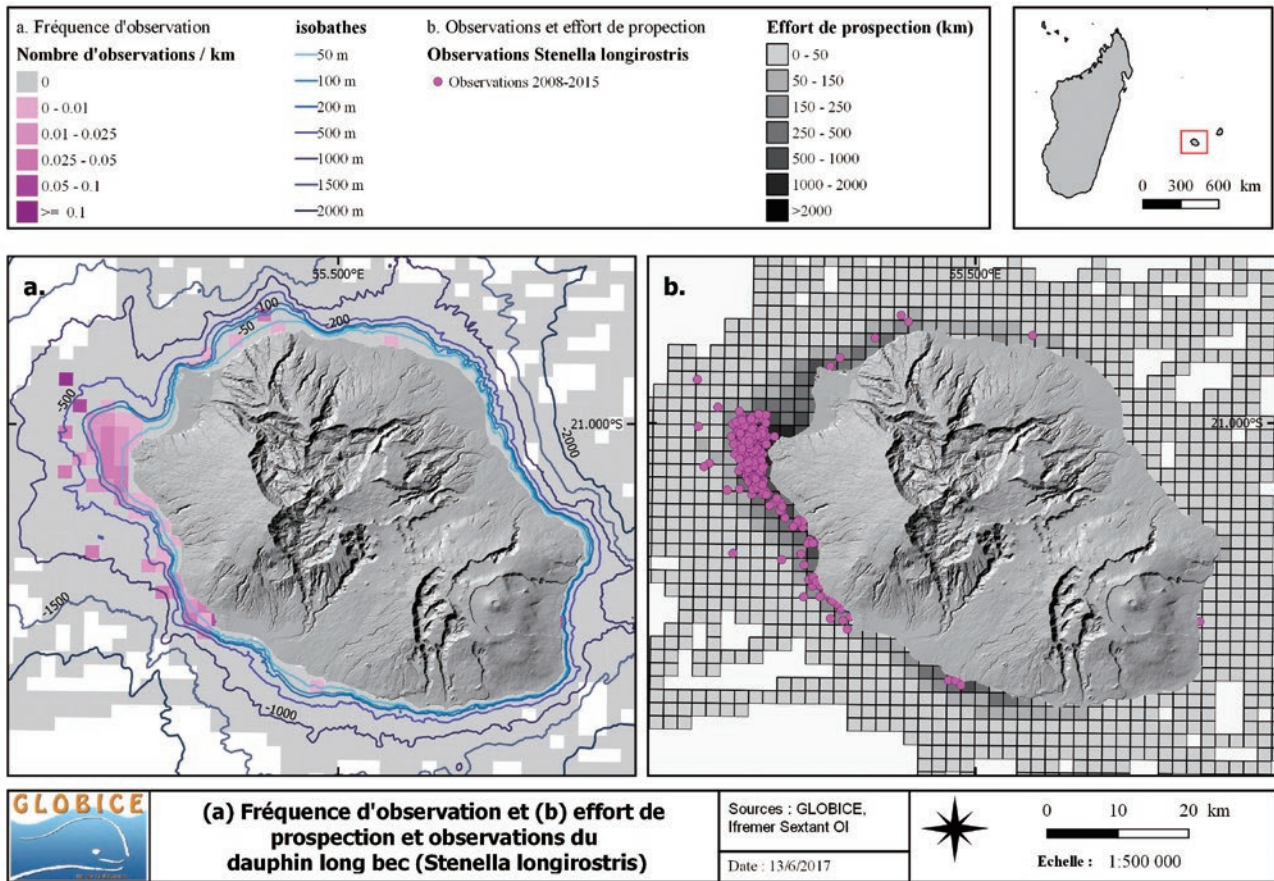 a. Fréquence d'observation
Nombre d'observations / km
0
0 - 0.01
0.01 - 0.025
0.025 - 0.05
0.05 - 0.1
>= 0.1
isobathes
50 m
100 m
200 m
500 m
1000 m
1500 m
2000 m
b. Observations et effort de propection
Observations Stenella longirostris
Observations 2008-2015
Effort de prospection (km)
0 - 50
50 - 150
150 - 250
250 - 500
500 - 1000
1000 - 2000
>2000
0 300 600 km
a.
55.500°E
-100
-50
-200
-500
21.000°S
-2000
-1500
-1000
b.
55.500°E
21.000°S
GLOBICE
(a) Fréquence d'observation et (b) effort de
prospection et observations du
dauphin long bec (Stenella longirostris)
Sources : GLOBICE,
Ifremer Sextant OI
Date : 13/6/2017
0 10 20 km
Echelle : 1:500 000